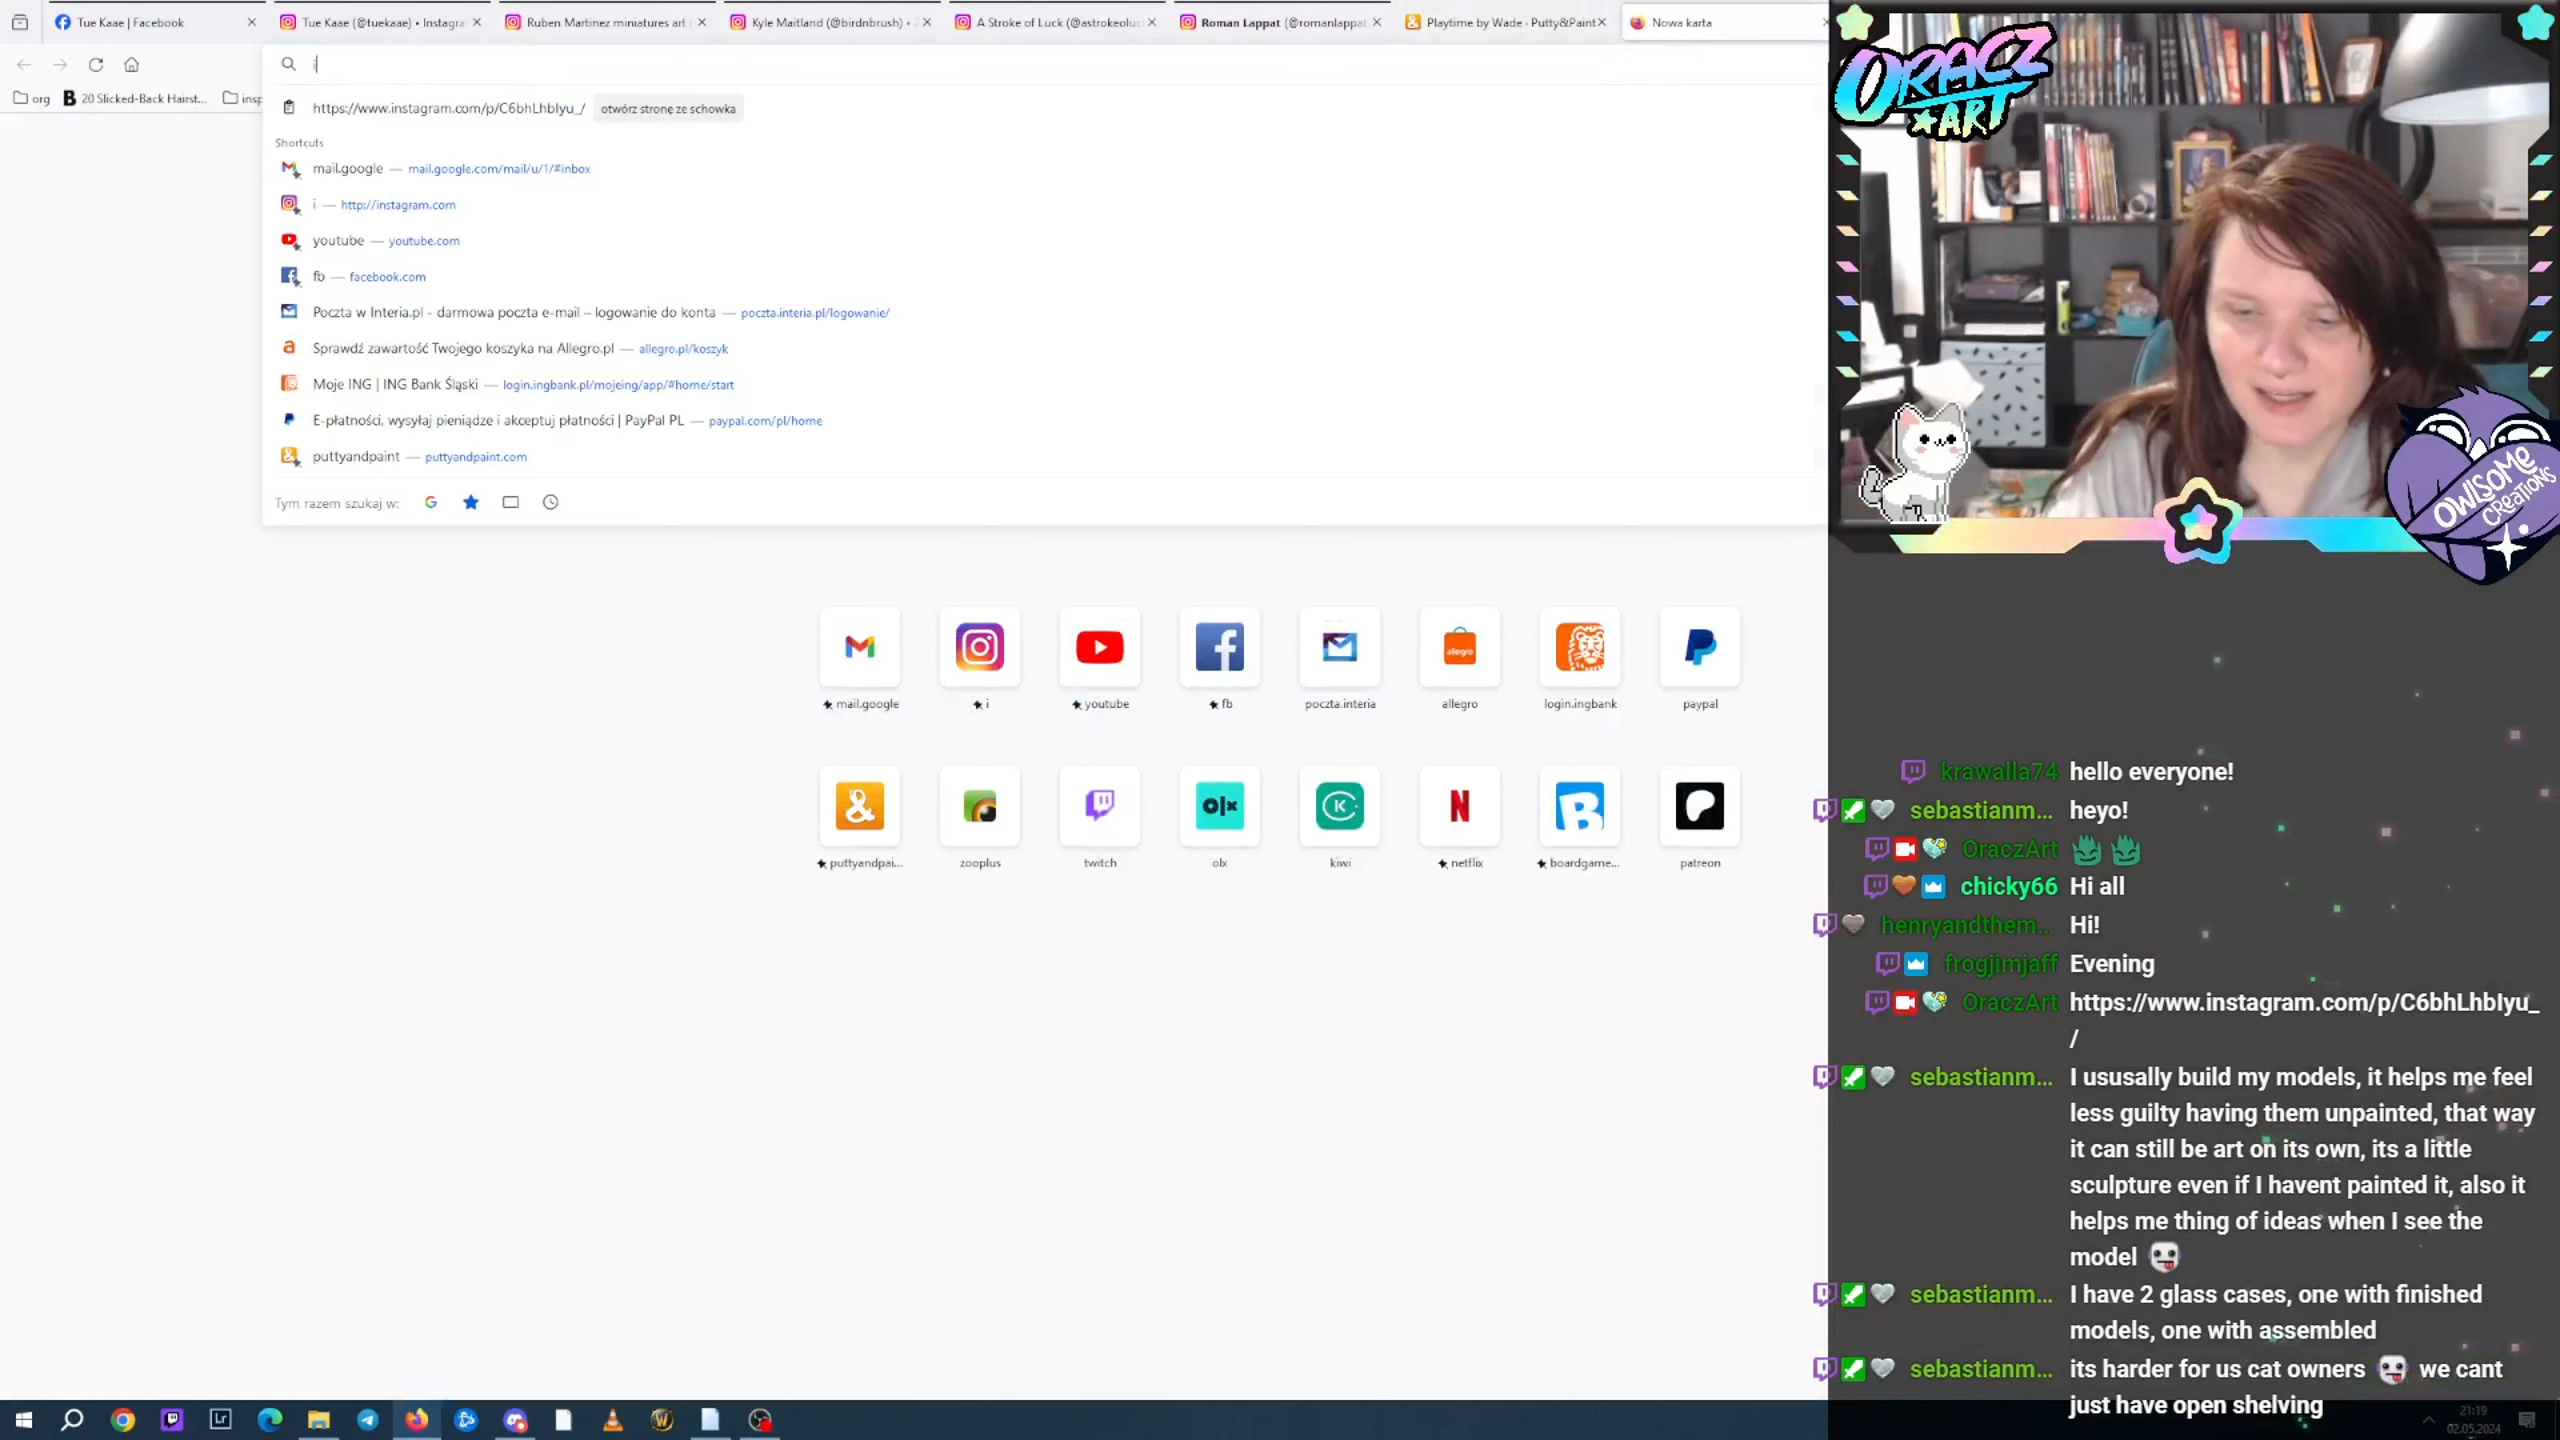 Tue Kaae | Facebook
Tue Kaae (@tuekaae) • Instagra
Ruben Martinez miniatures art (
Kyle Maitland (@birdnbrush) •
A Stroke of Luck (@astrokeoluc
Roman Lappat (@romanlappat
Playtime by Wade · Putty&Paint
Nowa karta
i
org
20 Slicked-Back Hairst...
insp
https://www.instagram.com/p/C6bhLhbIyu_/ otwórz stronę ze schowka
Shortcuts
mail.google — mail.google.com/mail/u/1/#inbox
i — http://instagram.com
youtube — youtube.com
fb — facebook.com
Poczta w Interia.pl - darmowa poczta e-mail – logowanie do konta — poczta.interia.pl/logowanie/
Sprawdź zawartość Twojego koszyka na Allegro.pl — allegro.pl/koszyk
Moje ING | ING Bank Śląski — login.ingbank.pl/mojeing/app/#home/start
E-płatności, wysyłaj pieniądze i akceptuj płatności | PayPal PL — paypal.com/pl/home
puttyandpaint — puttyandpaint.com
Tym razem szukaj w:
allegro
mail.google
i
youtube
fb
poczta.interia
allegro
login.ingbank
paypal
olx
puttyandpai...
zooplus
twitch
olx
kiwi
netflix
boardgame...
patreon
ORACZ
ART
OWLSOME
CREATIONS
krawalla74 hello everyone!
sebastianm... heyo!
OraczArt
chicky66 Hi all
henryandthem... Hi!
frogjimjaff Evening
OraczArt https://www.instagram.com/p/C6bhLhbIyu_
/
sebastianm... I ususally build my models, it helps me feel
less guilty having them unpainted, that way
it can still be art on its own, its a little
sculpture even if I havent painted it, also it
helps me thing of ideas when I see the
model
sebastianm... I have 2 glass cases, one with finished
models, one with assembled
sebastianm... its harder for us cat owners we cant
just have open shelving
Lr
21:19
02.05.2024